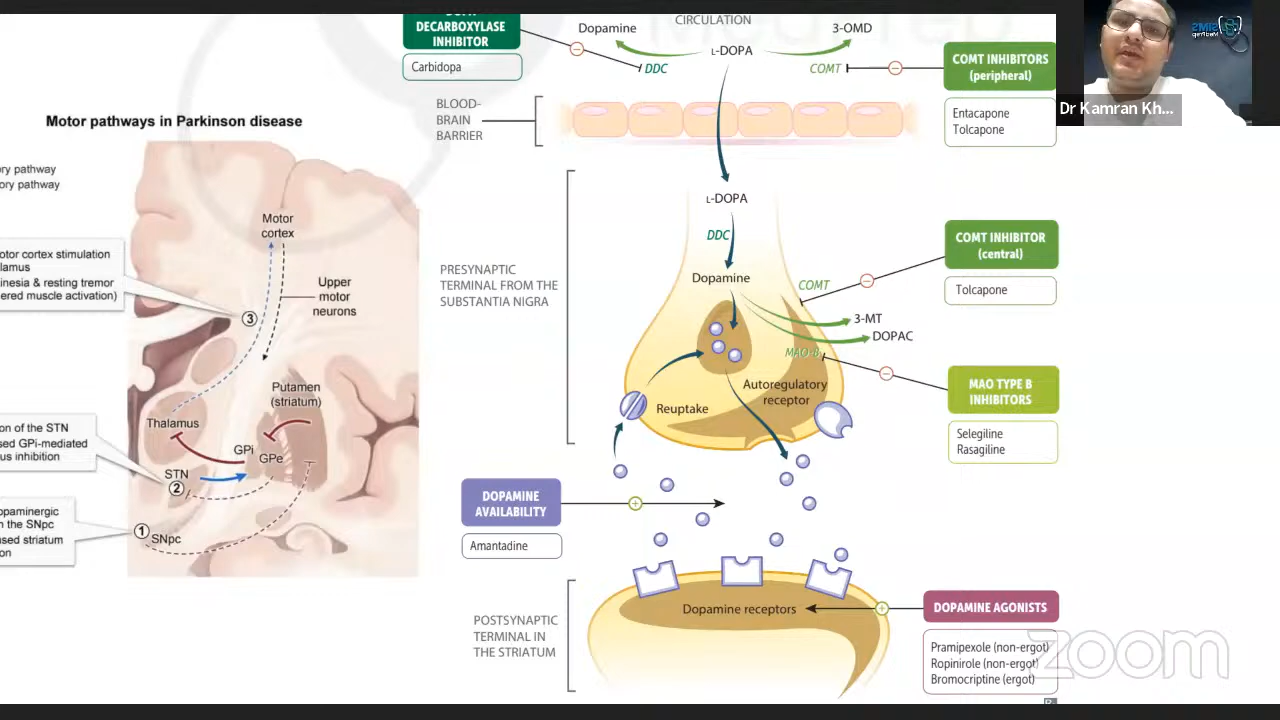 Motor pathways in Parkinson disease
ory pathway
ory pathway
Motor
cortex
otor cortex stimulation
lamus
kinesia & resting tremor
ered muscle activation)
Upper
motor
neurons
3
Putamen
(striatum)
Thalamus
GPi
GPe
on of the STN
sed GPi-mediated
us inhibition
STN
2
opaminergic
n the SNpc
sed striatum
on
1
SNpc
DECARBOXYLASE
INHIBITOR
Carbidopa
CIRCULATION
Dopamine
L-DOPA
3-OMD
DDC
COMT
COMT INHIBITORS
(peripheral)
Entacapone
Tolcapone
BLOOD-
BRAIN
BARRIER
L-DOPA
DDC
Dopamine
PRESYNAPTIC
TERMINAL FROM THE
SUBSTANTIA NIGRA
COMT
COMT INHIBITOR
(central)
Tolcapone
3-MT
DOPAC
MAO-B
MAO TYPE B
INHIBITORS
Selegiline
Rasagiline
Autoregulatory
receptor
Reuptake
DOPAMINE
AVAILABILITY
Amantadine
Dopamine receptors
DOPAMINE AGONISTS
Pramipexole (non-ergot)
Ropinirole (non-ergot)
Bromocriptine (ergot)
POSTSYNAPTIC
TERMINAL IN
THE STRIATUM
Dr Kamran Kh...
zoom